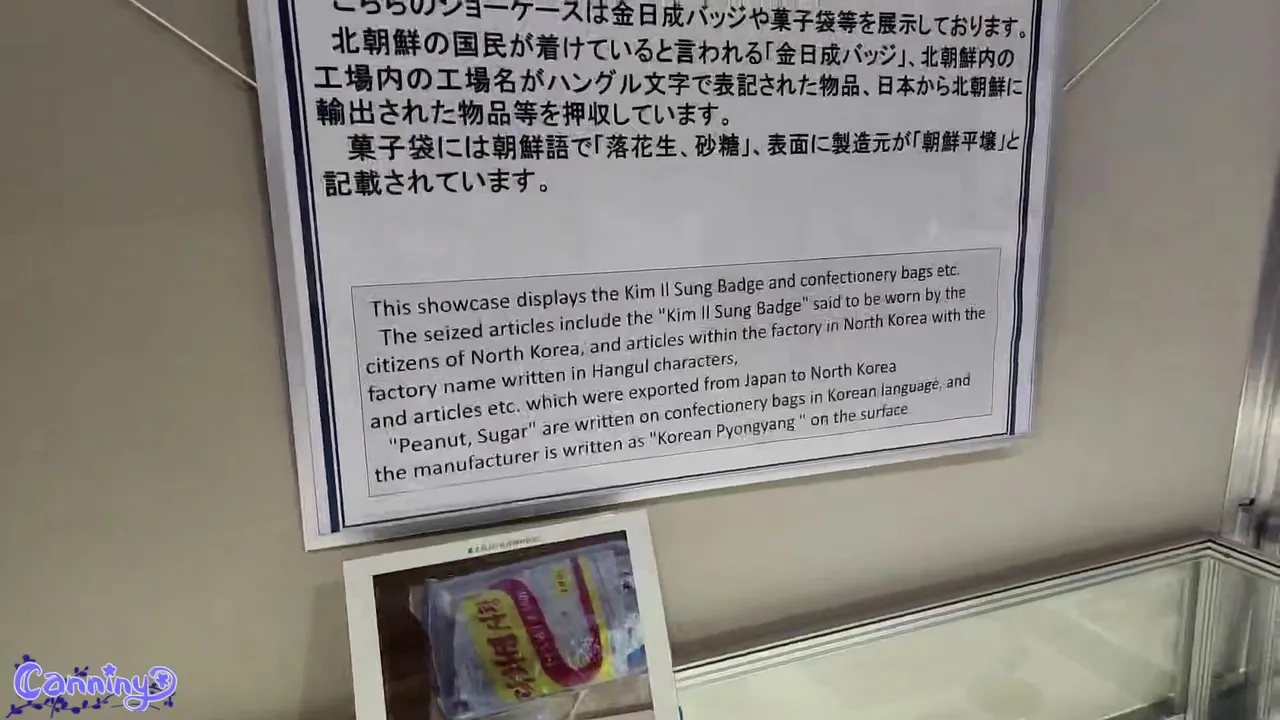 こちらのショーケースは金日成バッジや菓子袋等を展示しております。
北朝鮮の国民が着けていると言われる「金日成バッジ」、北朝鮮内の
工場内の工場名がハングル文字で表記された物品、日本から北朝鮮に
輸出された物品等を押収しています。
菓子袋には朝鮮語で「落花生、砂糖」、表面に製造元が「朝鮮平壌」と
記載されています。
This showcase displays the Kim Il Sung Badge and confectionery bags etc.
The seized articles include the "Kim Il Sung Badge" said to be worn by the
citizens of North Korea, and articles within the factory in North Korea with the
factory name written in Hangul characters,
and articles etc. which were exported from Japan to North Korea
"Peanut, Sugar" are written on confectionery bags in Korean language, and
the manufacturer is written as "Korean Pyongyang " on the surface
Canniny